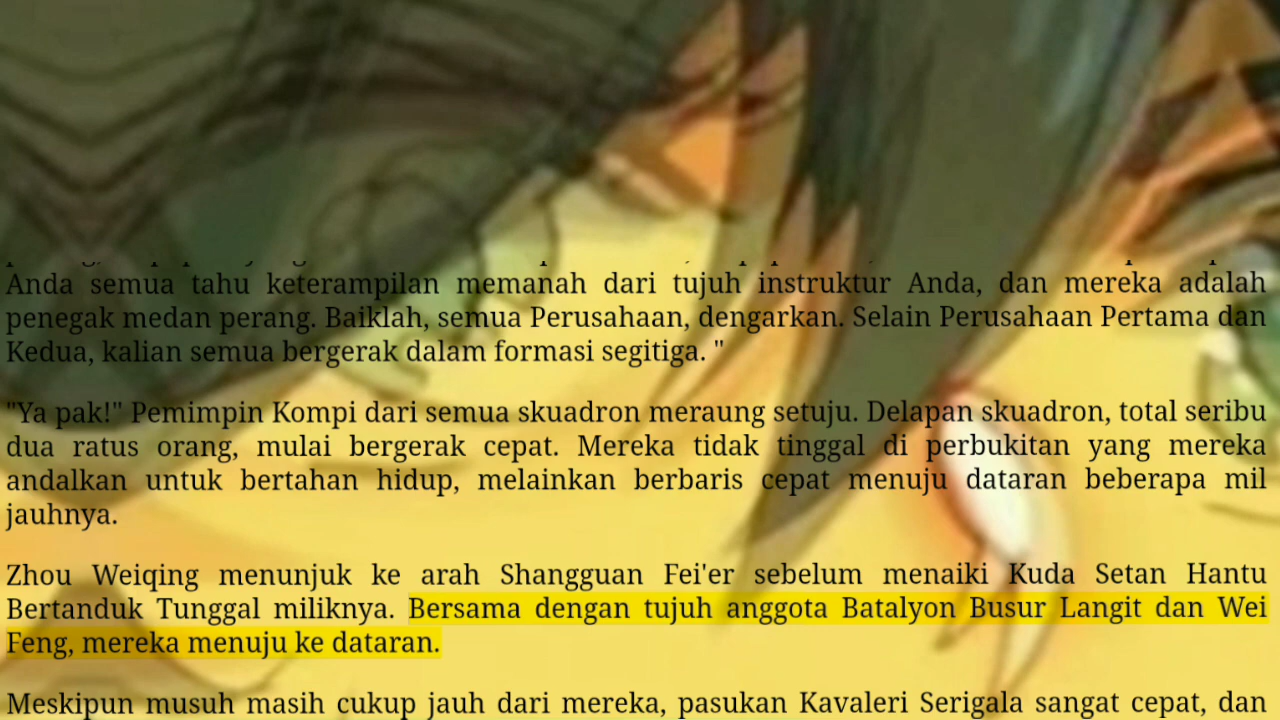 Anda semua tahu keterampilan memanah dari tujuh instruktur Anda, dan mereka adalah
penegak medan perang. Baiklah, semua Perusahaan, dengarkan. Selain Perusahaan Pertama dan
Kedua, kalian semua bergerak dalam formasi segitiga. "
"Ya pak!" Pemimpin Kompi dari semua skuadron meraung setuju. Delapan skuadron, total seribu
dua ratus orang, mulai bergerak cepat. Mereka tidak tinggal di perbukitan yang mereka
andalkan untuk bertahan hidup, melainkan berbaris cepat menuju dataran beberapa mil
jauhnya.
Zhou Weiqing menunjuk ke arah Shangguan Fei'er sebelum menaiki Kuda Setan Hantu
Bertanduk Tunggal miliknya. Bersama dengan tujuh anggota Batalyon Busur Langit dan Wei
Feng, mereka menuju ke dataran.
Meskipun musuh masih cukup jauh dari mereka, pasukan Kavaleri Serigala sangat cepat, dan